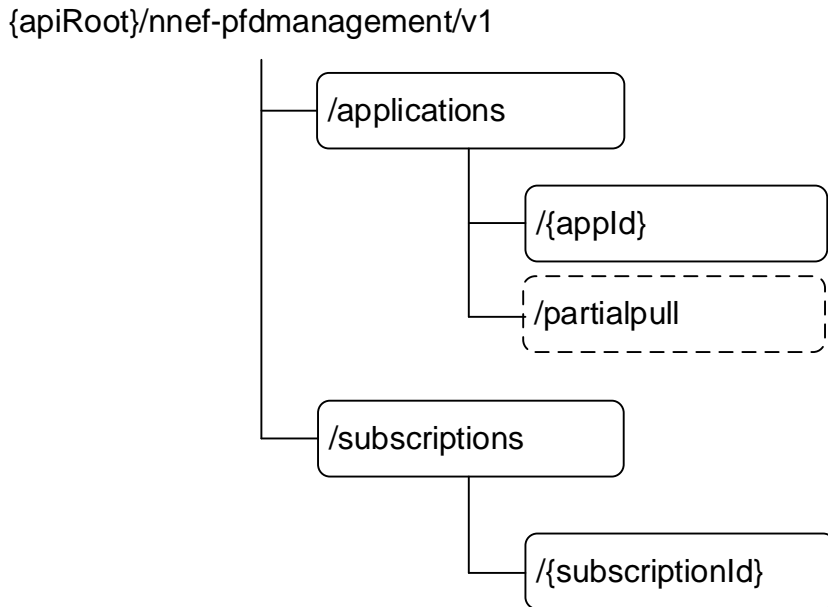 {apiRoot}/nnef-pfdmanagement/v1
/applications
/{appId}
/partialpull
/subscriptions
/{subscriptionId}